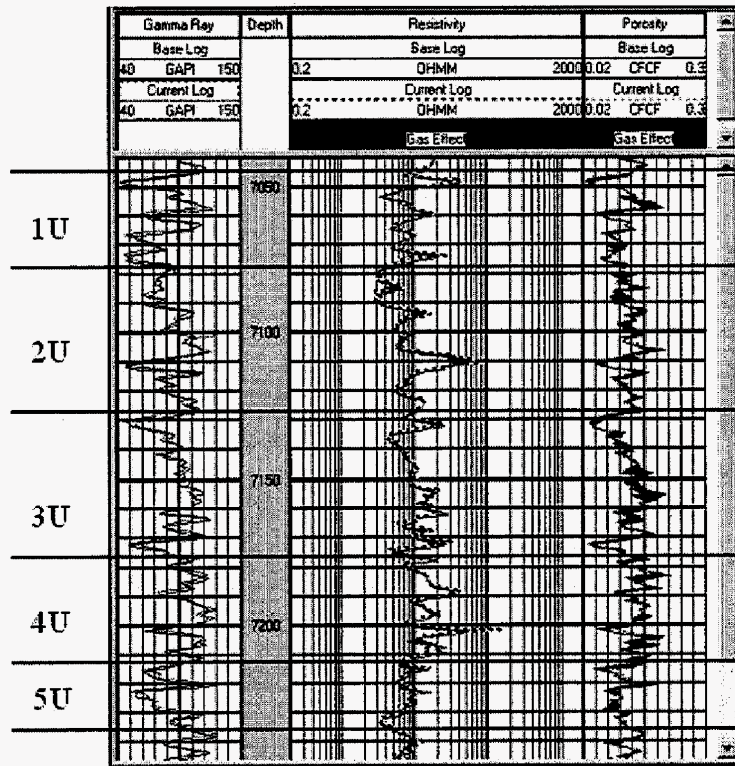 Gamma Ray Depth Resistivity Porosity
Base Log Base Log Base Log
40 GAPI 150 0.2 OHMM 2000 0.02 CFCF 0.3
Current Log Current Log Current Log
40 GAPI 150 0.2 OHMM 2000 0.02 CFCF 0.3
Gas Effect Gas Effect
7050
1U
7100
2U
7150
3U
7200
4U
5U